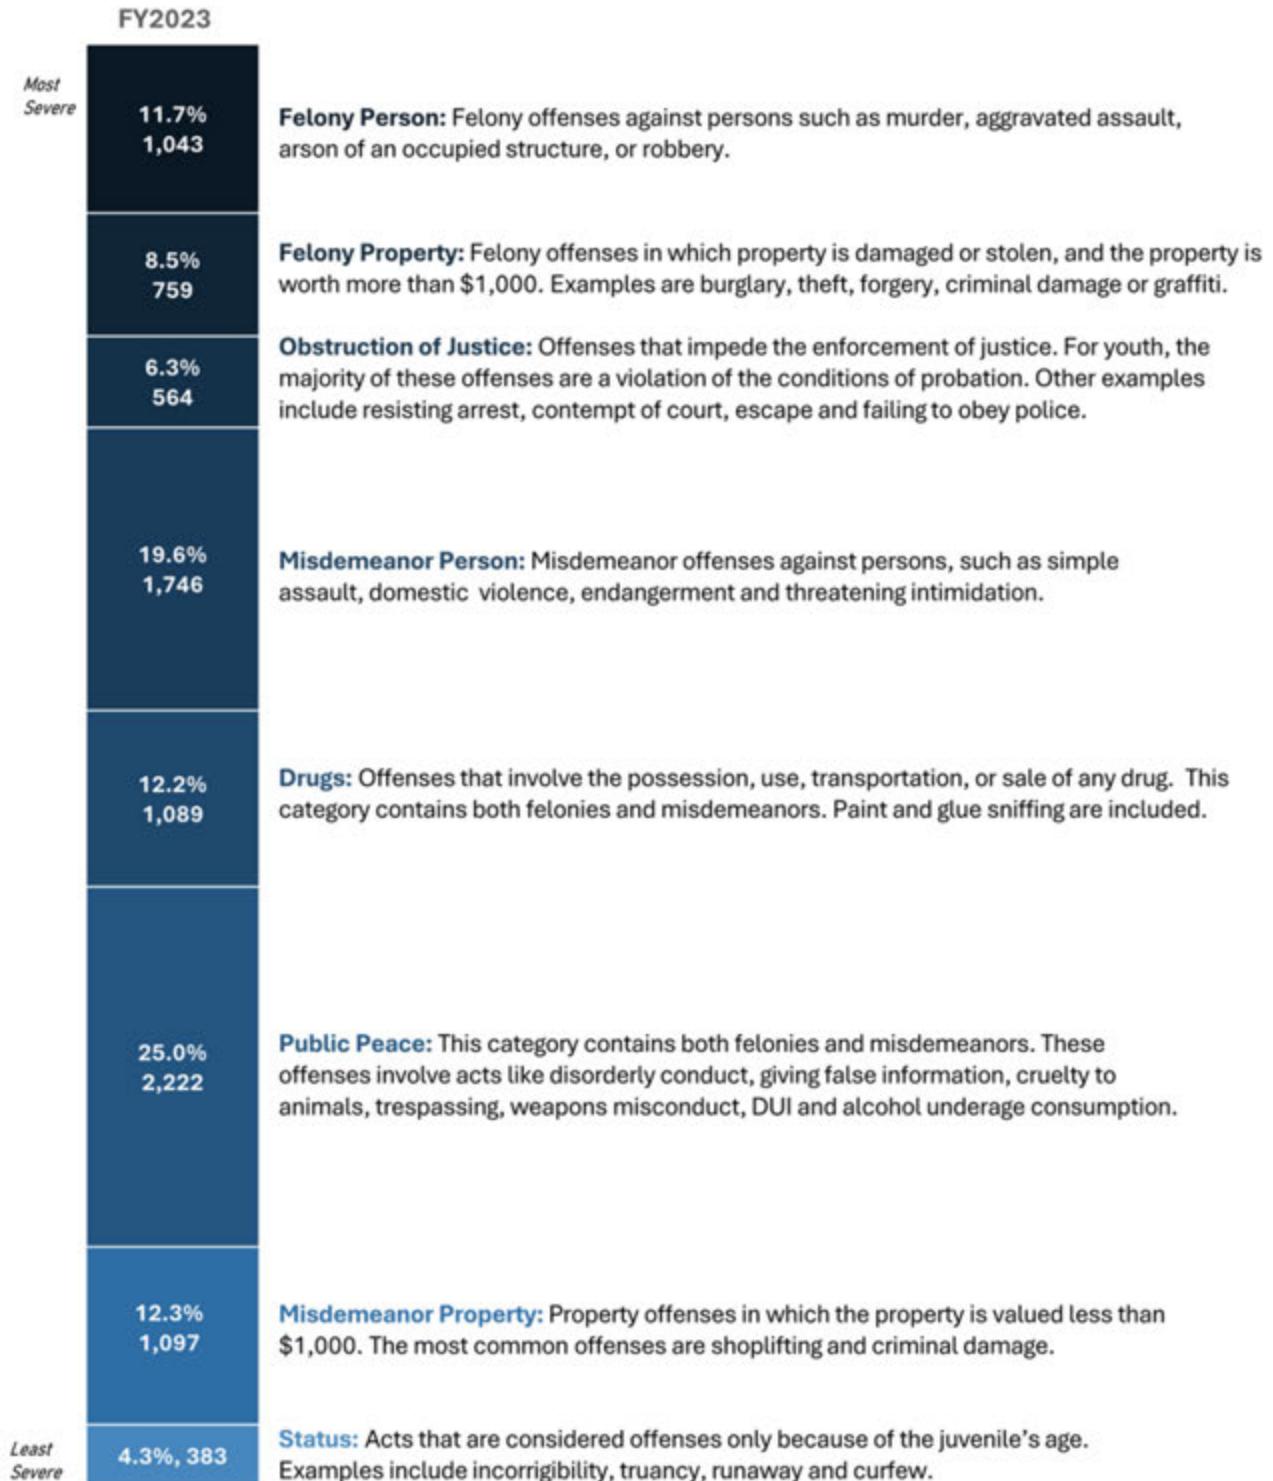 FY2023
Most
Severe
11.7%
1,043
Felony Person: Felony offenses against persons such as murder, aggravated assault,
arson of an occupied structure, or robbery.
8.5%
759
Felony Property: Felony offenses in which property is damaged or stolen, and the property is
worth more than $1,000. Examples are burglary, theft, forgery, criminal damage or graffiti.
6.3%
564
Obstruction of Justice: Offenses that impede the enforcement of justice. For youth, the
majority of these offenses are a violation of the conditions of probation. Other examples
include resisting arrest, contempt of court, escape and failing to obey police.
19.6%
1,746
Misdemeanor Person: Misdemeanor offenses against persons, such as simple
assault, domestic violence, endangerment and threatening intimidation.
12.2%
1,089
Drugs: Offenses that involve the possession, use, transportation, or sale of any drug. This
category contains both felonies and misdemeanors. Paint and glue sniffing are included.
25.0%
2,222
Public Peace: This category contains both felonies and misdemeanors. These
offenses involve acts like disorderly conduct, giving false information, cruelty to
animals, trespassing, weapons misconduct, DUI and alcohol underage consumption.
12.3%
1,097
Misdemeanor Property: Property offenses in which the property is valued less than
$1,000. The most common offenses are shoplifting and criminal damage.
Least
Severe
4.3%, 383
Status: Acts that are considered offenses only because of the juvenile's age.
Examples include incorrigibility, truancy, runaway and curfew.